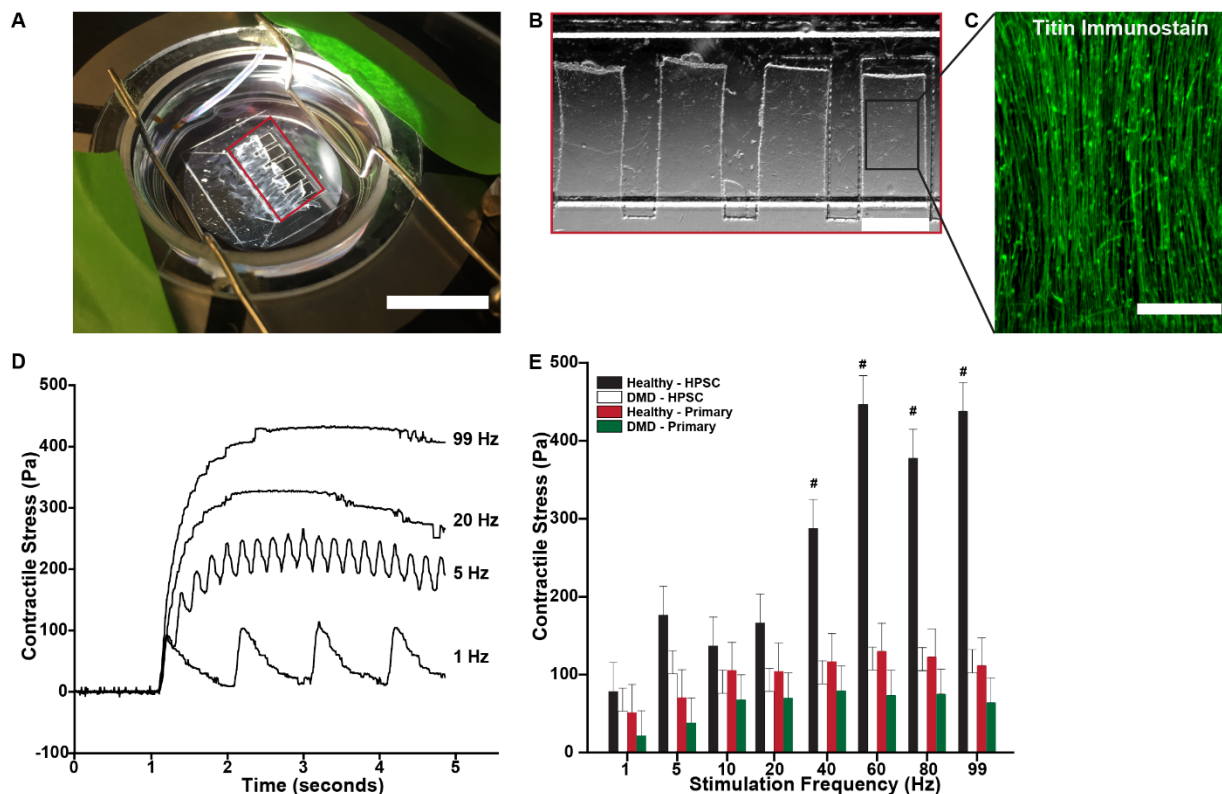 A
B
C
Titin Immunostain
D
Contractile Stress (Pa)
500
400
300
200
100
0
-100
99 Hz
20 Hz
5 Hz
1 Hz
0
1
2
3
4
5
Time (seconds)
E
Contractile Stress (Pa)
500
400
300
200
100
0
Healthy - HPSC
DMD - HPSC
Healthy - Primary
DMD - Primary
#
#
#
#
1
5
10
20
40
60
80
99
Stimulation Frequency (Hz)